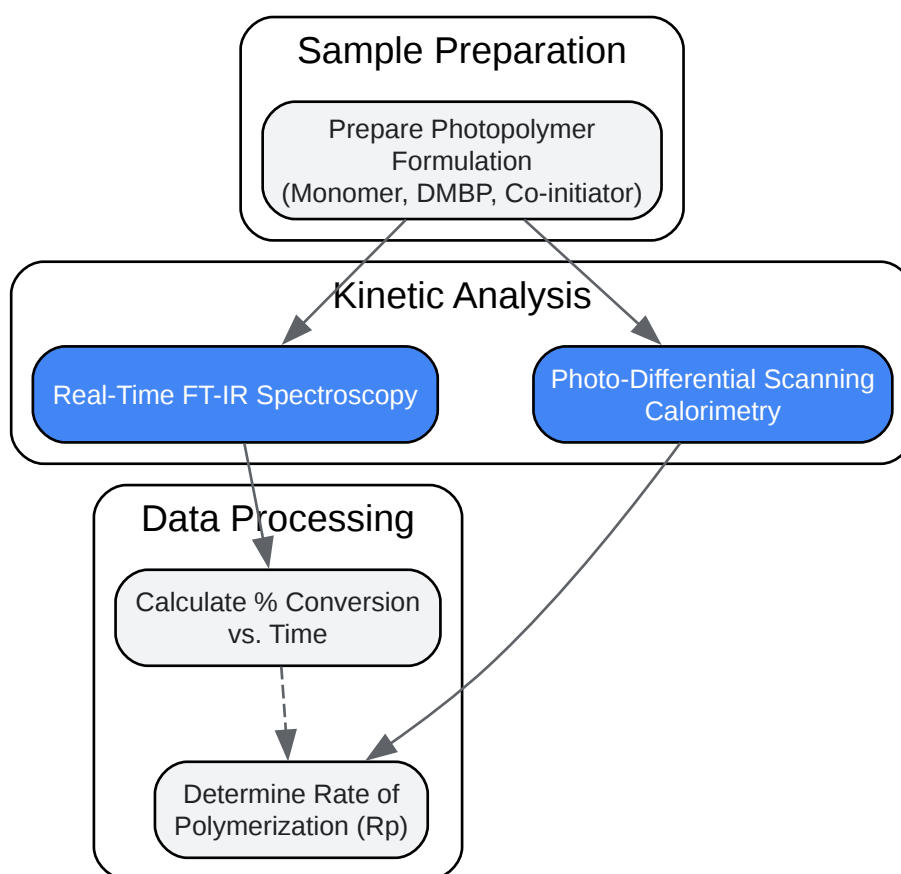 Sample Preparation
Prepare Photopolymer
Formulation
(Monomer, DMBP, Co-initiator)
Kinetic Analysis
Real-Time FT-IR Spectroscopy
Photo-Differential Scanning
Calorimetry
Data Processing
Calculate % Conversion
vs. Time
Determine Rate of
Polymerization (Rp)